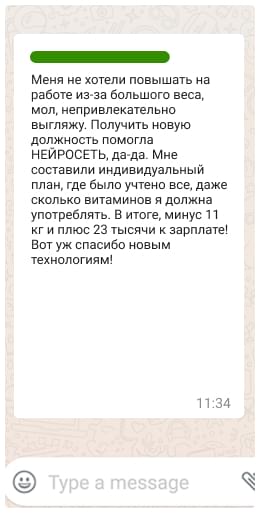 Меня не хотели повышать на
работе из-за большого веса,
мол, непривлекательно
выгляжу. Получить новую
должность помогла
НЕЙРОСЕТЬ, да-да. Мне
составили индивидуальный
план, где было учтено все, даже
сколько витаминов я должна
употреблять. В итоге, минус 11
кг и плюс 23 тысячи к зарплате!
Вот уж спасибо новым
технологиям!
11:34
Type a message